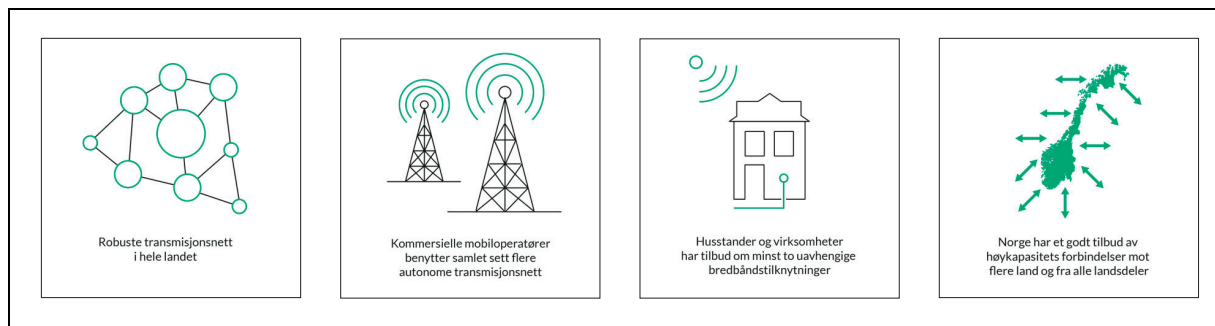 Robuste transmisjonsnett
i hele landet
Kommersielle mobiloperatører
benytter samlet sett flere
autonome transmisjonsnett
Husstander og virksomheter
har tilbud om minst to uavhengige
bredbåndstilknytninger
Norge har et godt tilbud av
høykapasitets forbindelser mot
flere land og fra alle landsdeler